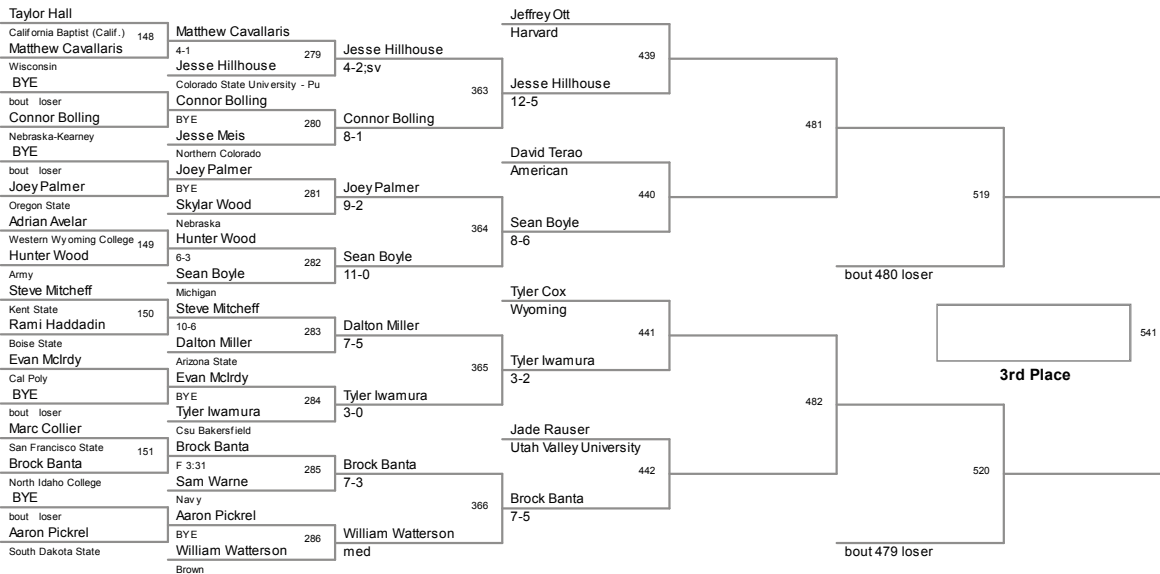 Taylor Hall
California Baptist (Calif.)
148
Matthew Cavallaris
Wisconsin
BYE
bout loser
Connor Bolling
Nebraska-Kearney
BYE
bout loser
Joey Palmer
Oregon State
Adrian Avelar
Western Wyoming College
149
Hunter Wood
Army
Steve Mitcheff
Kent State
150
Rami Haddadin
Boise State
Evan McIrdy
Cal Poly
BYE
bout loser
Marc Collier
San Francisco State
151
Brock Banta
North Idaho College
BYE
bout loser
Aaron Pickrel
South Dakota State
Matthew Cavallaris
4-1
279
Jesse Hillhouse
Colorado State University - Pu
Connor Bolling
BYE
280
Jesse Meis
Northern Colorado
Joey Palmer
BYE
281
Skylar Wood
Nebraska
Hunter Wood
6-3
282
Sean Boyle
Michigan
Steve Mitcheff
10-6
283
Dalton Miller
Arizona State
Evan McIrdy
BYE
284
Tyler Iwamura
Csu Bakersfield
Brock Banta
F 3:31
285
Sam Warne
Navy
Aaron Pickrel
BYE
286
William Watterson
Brown
Jesse Hillhouse
4-2;sv
363
Connor Bolling
8-1
Joey Palmer
9-2
364
Sean Boyle
11-0
Dalton Miller
7-5
365
Tyler Iwamura
3-0
Brock Banta
7-3
366
William Watterson
med
Jeffrey Ott
Harvard
439
Jesse Hillhouse
12-5
David Terao
American
440
Sean Boyle
8-6
Tyler Cox
Wyoming
441
Tyler Iwamura
3-2
Jade Rauser
Utah Valley University
442
Brock Banta
7-5
481
482
519
bout 480 loser
520
bout 479 loser
541
3rd Place